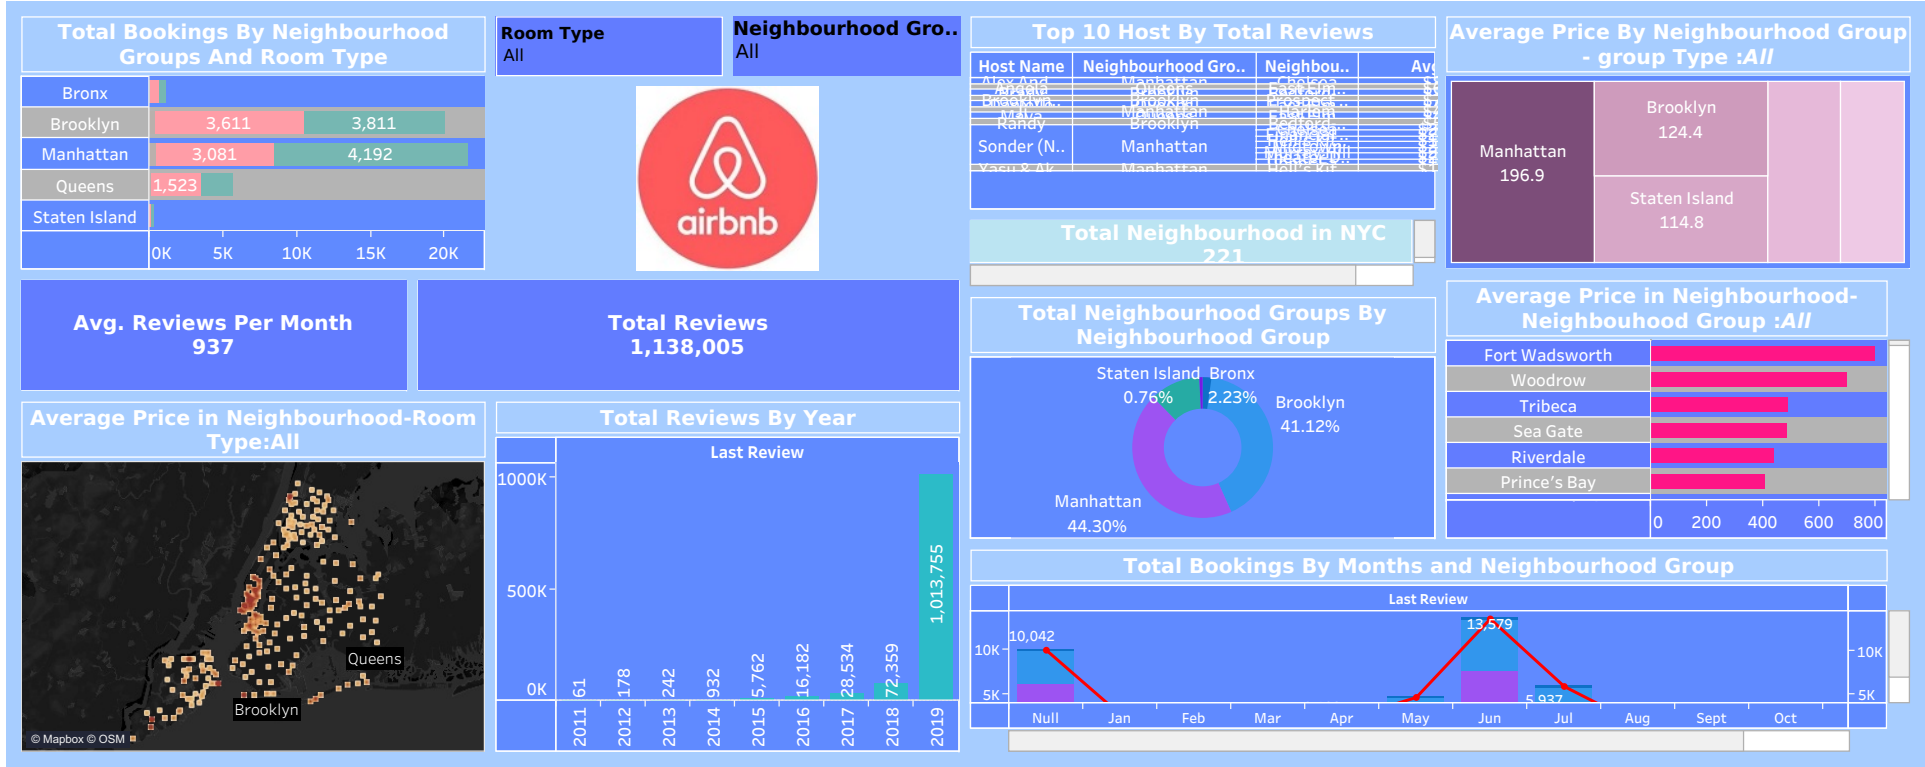 Total Bookings By Neighbourhood
Groups And Room Type
Bronx
Brooklyn
3,611
3,811
Manhattan
3,081
4,192
Queens
1,523
Staten Island
0K
5K
10K
15K
20K
Room Type
All
Neighbourhood Gro..
All
airbnb
Top 10 Host By Total Reviews
Host Name
Neighbourhood Gro..
Neighbou..
Randy
Brooklyn
Sonder (N..
Manhattan
Total Neighbourhood in NYC
221
Average Price By Neighbourhood Group
- group Type :All
Manhattan
196.9
Brooklyn
124.4
Staten Island
114.8
Avg. Reviews Per Month
937
Total Reviews
1,138,005
Total Neighbourhood Groups By
Neighbourhood Group
Staten Island
0.76%
Bronx
2.23%
Brooklyn
41.12%
Manhattan
44.30%
Average Price in Neighbourhood-
Neighbouhood Group :All
Fort Wadsworth
Woodrow
Tribeca
Sea Gate
Riverdale
Prince's Bay
0
200
400
600
800
Average Price in Neighbourhood-Room
Type:All
Queens
Brooklyn
© Mapbox © OSM
Total Reviews By Year
Last Review
1000K
500K
0K
61
178
242
932
5,762
16,182
28,534
72,359
1,013,755
2011
2012
2013
2014
2015
2016
2017
2018
2019
Total Bookings By Months and Neighbourhood Group
Last Review
10K
5K
10,042
13,579
5,937
10K
5K
Null
Jan
Feb
Mar
Apr
May
Jun
Jul
Aug
Sept
Oct